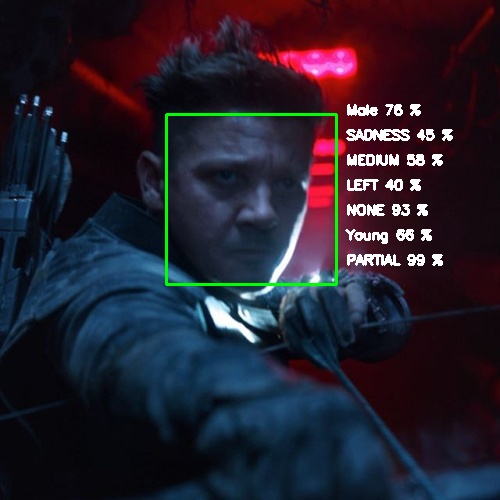 Male 76 %
SADNESS 45 %
MEDIUM 58 %
LEFT 40 %
NONE 93 %
Young 66 %
PARTIAL 99 %